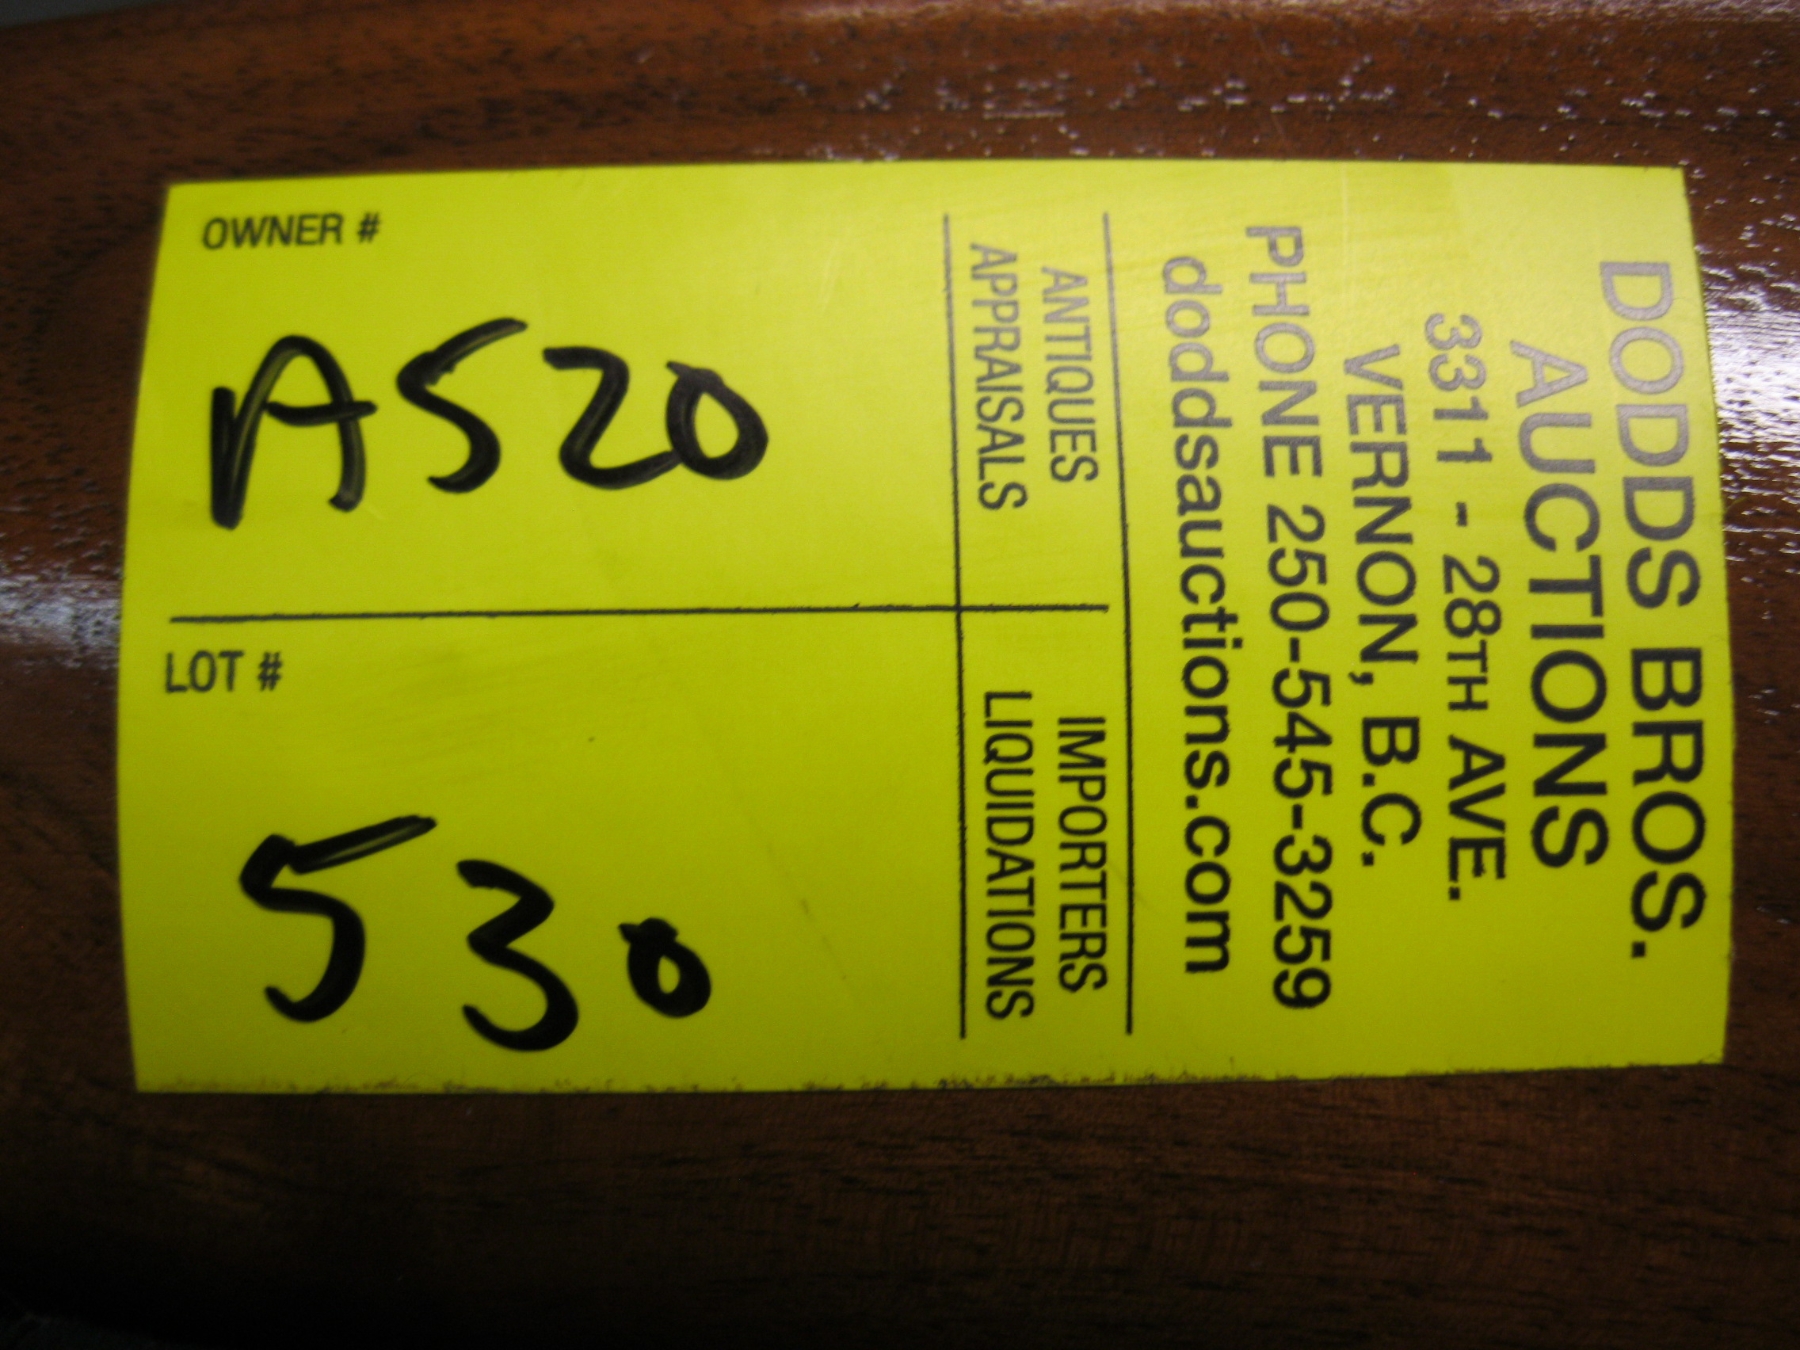 DODDS BROS.
AUCTIONS
3311 - 28TH AVE.
VERNON, B.C.
PHONE 250-545-3259
doddsauctions.com
ANTIQUES
APPRAISALS
IMPORTERS
LIQUIDATIONS
OWNER #
A520
LOT #
530